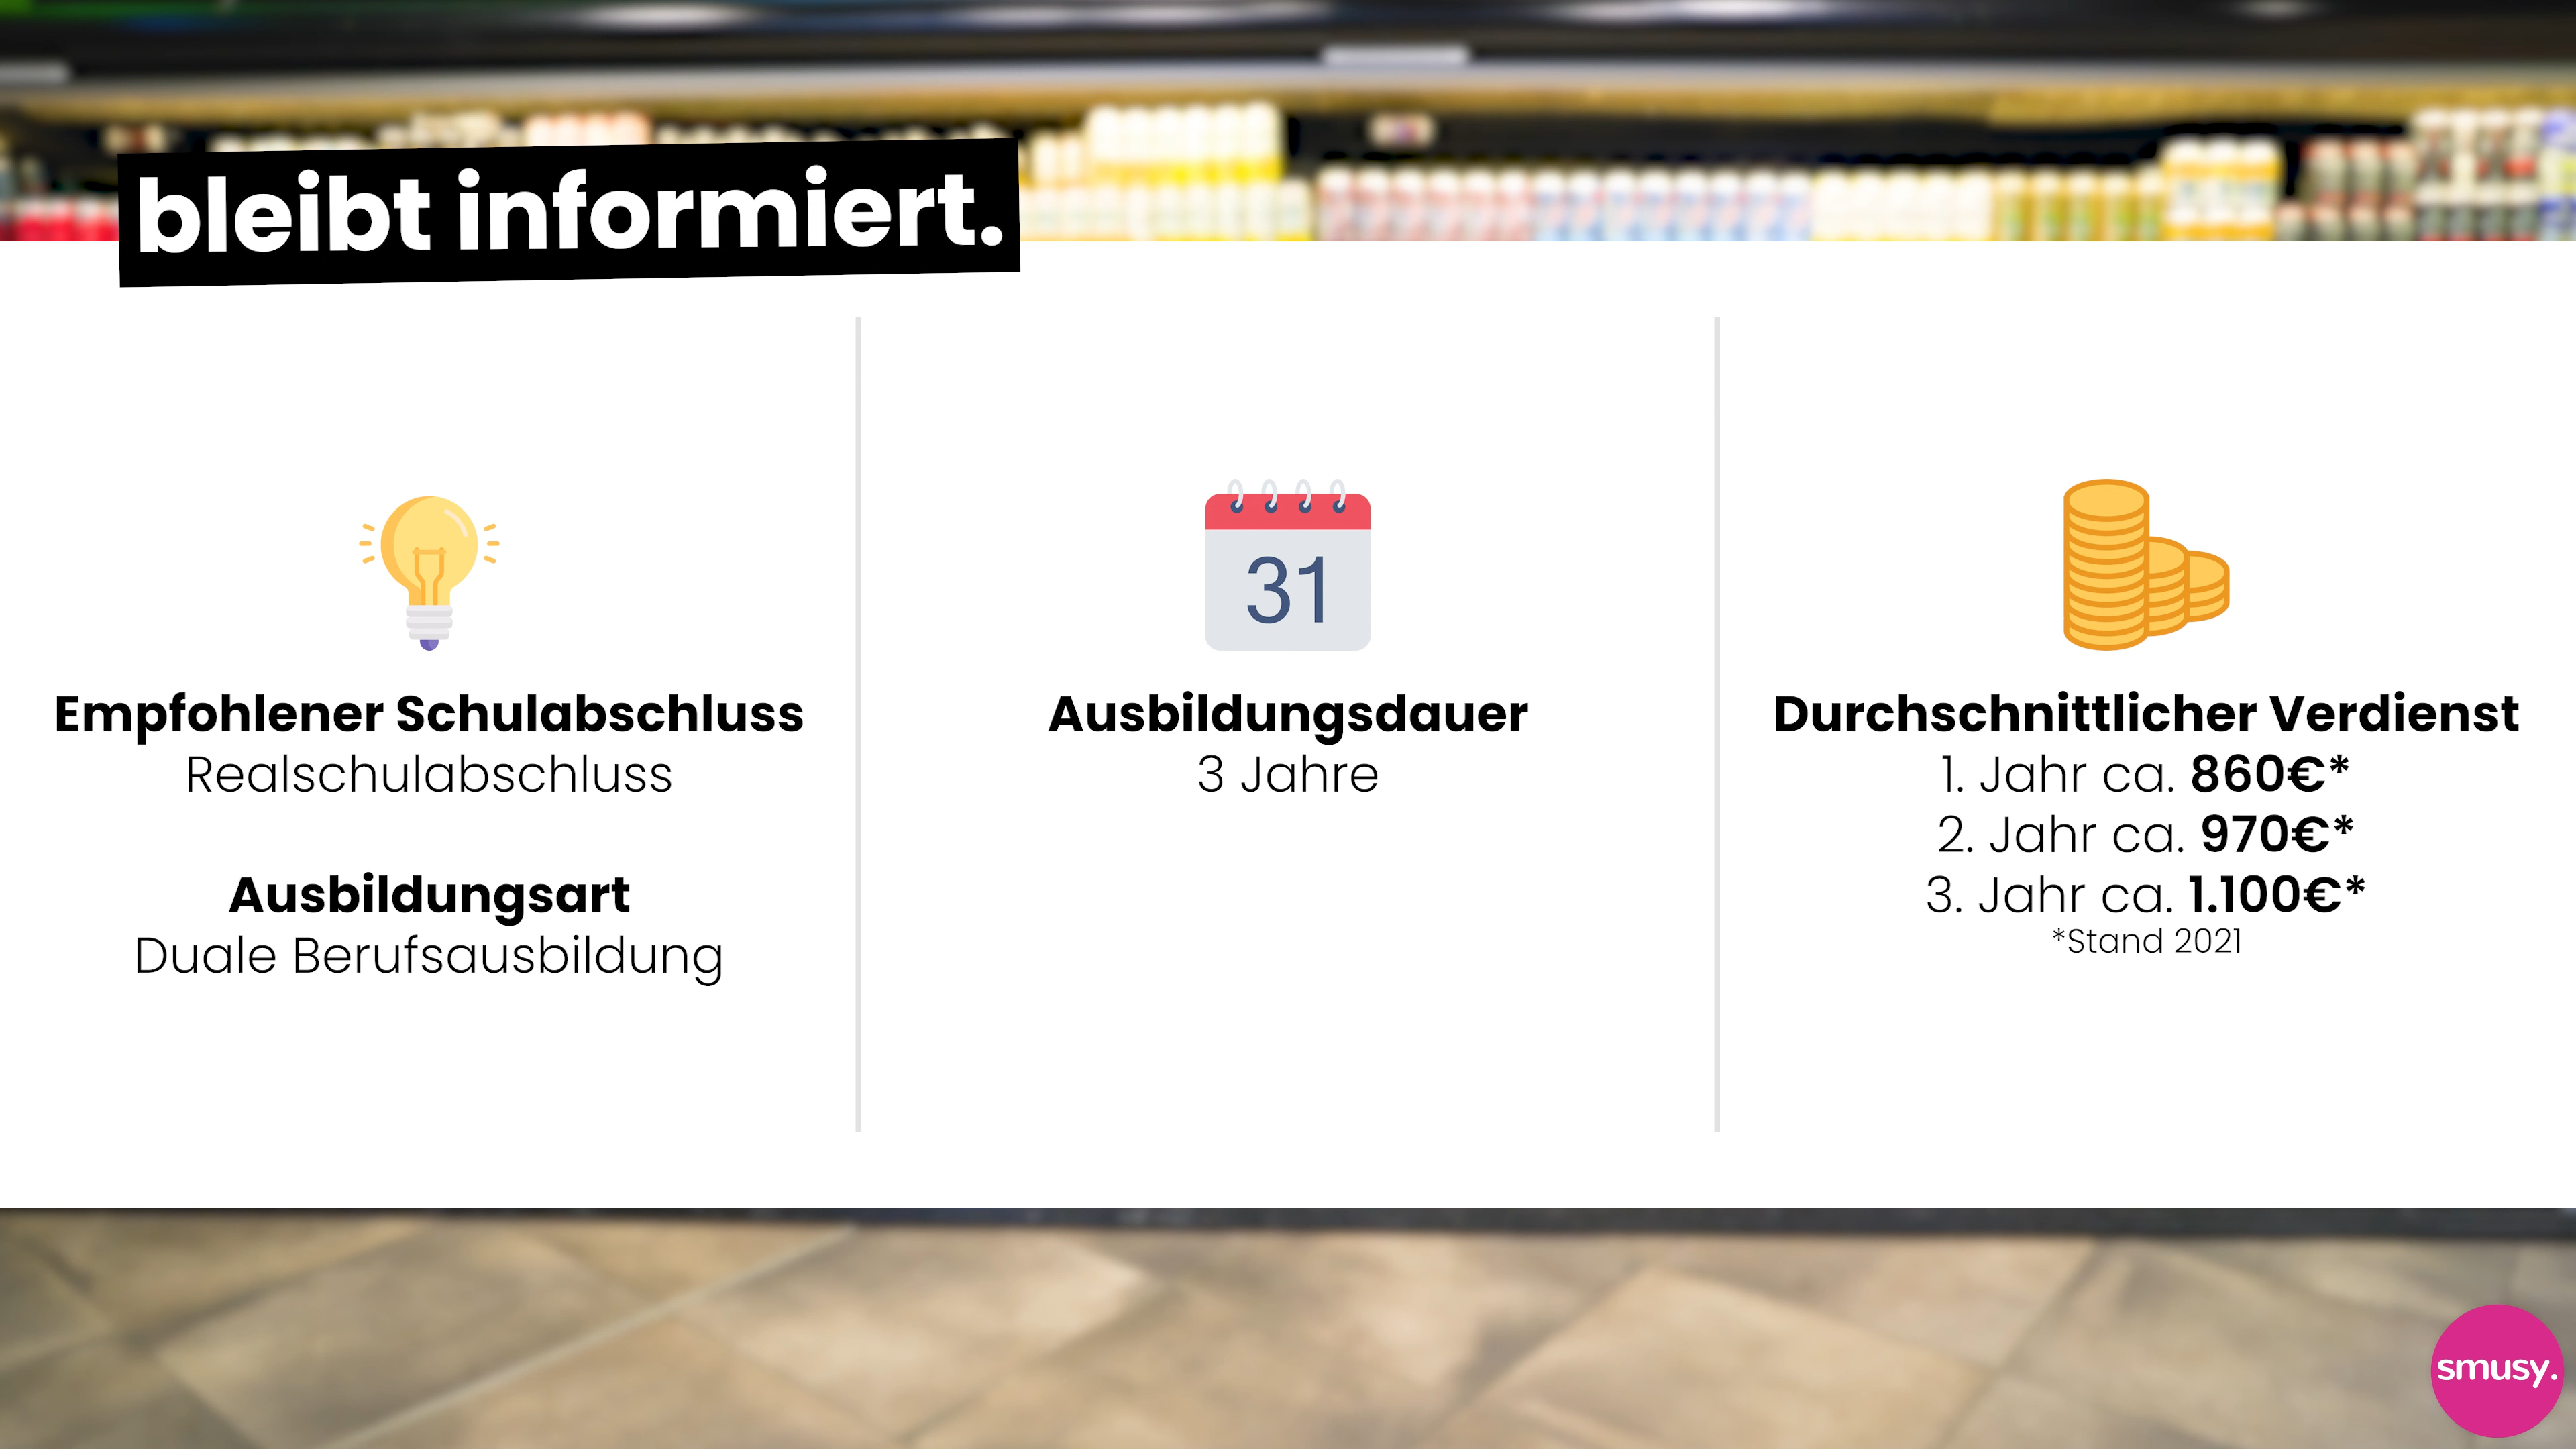 bleibt informiert.
Empfohlener Schulabschluss
Realschulabschluss
Ausbildungsart
Duale Berufsausbildung
31
Ausbildungsdauer
3 Jahre
Durchschnittlicher Verdienst
1. Jahr ca. 860€*
2. Jahr ca. 970€*
3. Jahr ca. 1.100€*
*Stand 2021
smusy.